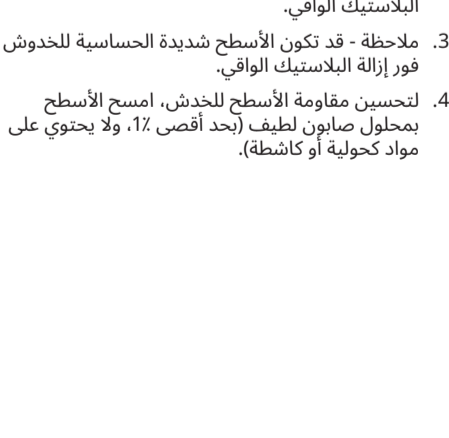 البلاستيك الواقي.
3. ملاحظة - قد تكون الأسطح شديدة الحساسية للخدوش
فور إزالة البلاستيك الواقي.
4. لتحسين مقاومة الأسطح للخدش، امسح الأسطح
بمحلول صابون لطيف (بحد أقصى 1٪، ولا يحتوي على
مواد كحولية أو كاشطة).